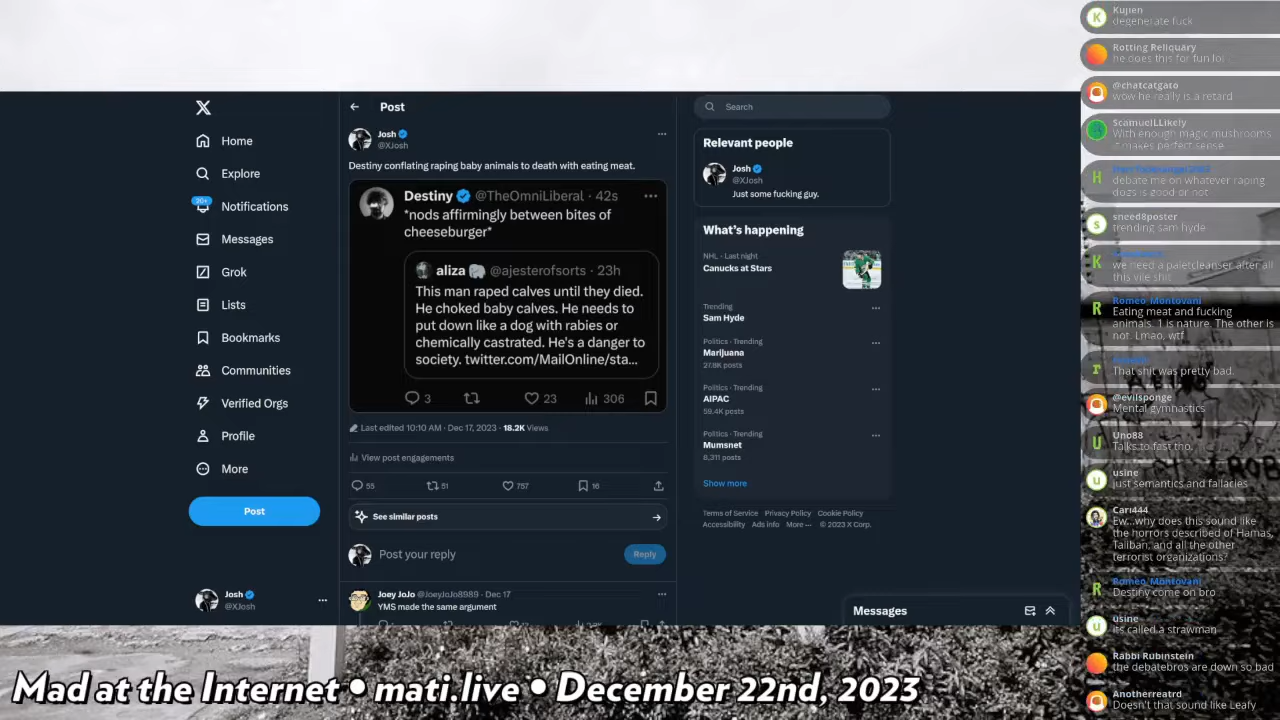 Home
Explore
20+
Notifications
Messages
Grok
Lists
Bookmarks
Communities
Verified Orgs
Profile
More
Post
Josh
@XJosh
Post
Josh
@XJosh
Destiny conflating raping baby animals to death with eating meat.
Destiny @TheOmniLiberal · 42s
*nods affirmingly between bites of
cheeseburger*
aliza @ajesterofsorts · 23h
This man raped calves until they died.
He choked baby calves. He needs to
put down like a dog with rabies or
chemically castrated. He's a danger to
society. twitter.com/MailOnline/sta...
3 23 306
Last edited 10:10 AM · Dec 17, 2023 · 18.2K Views
View post engagements
55 51 757 16
See similar posts
Post your reply
Reply
Joey JoJo @JoeyJoJo8989 · Dec 17
YMS made the same argument
Search
Relevant people
Josh
@XJosh
Just some fucking guy.
What's happening
NHL · Last night
Canucks at Stars
Trending
Sam Hyde
Politics · Trending
Marijuana
27.8K posts
Politics · Trending
AIPAC
59.4K posts
Politics · Trending
Mumsnet
8,311 posts
Show more
Terms of Service Privacy Policy Cookie Policy
Accessibility Ads info More ··· © 2023 X Corp.
Messages
K
Kujien
degenerate fuck
Rotting Reliquary
he does this for fun lol
@chatcatgato
wow he really is a retard
ScamuelLLikely
With enough magic mushrooms
it makes perfect sense
H
debate me on whatever raping
dogs is good or not
s
sneed8poster
trending sam hyde
K
we need a paletcleanser after all
this vile shit
R
Romeo_Montovani
Eating meat and fucking
animals. 1 is nature. The other is
not. Lmao, wtf
r
That shit was pretty bad.
@evilsponge
Mental gymnastics
U
Uno88
Talks to fast tho.
u
usine
just semantics and fallacies
Cari444
Ew...why does this sound like
the horrors described of Hamas,
Taliban, and all the other
terrorist organizations?
R
Romeo_Montovani
Destiny come on bro
u
usine
its called a strawman
Rabbi Rubinstein
the debatebros are down so bad
Anotherreatrd
Doesn't that sound like Leafy
Mad at the Internet • mati.live • December 22nd, 2023